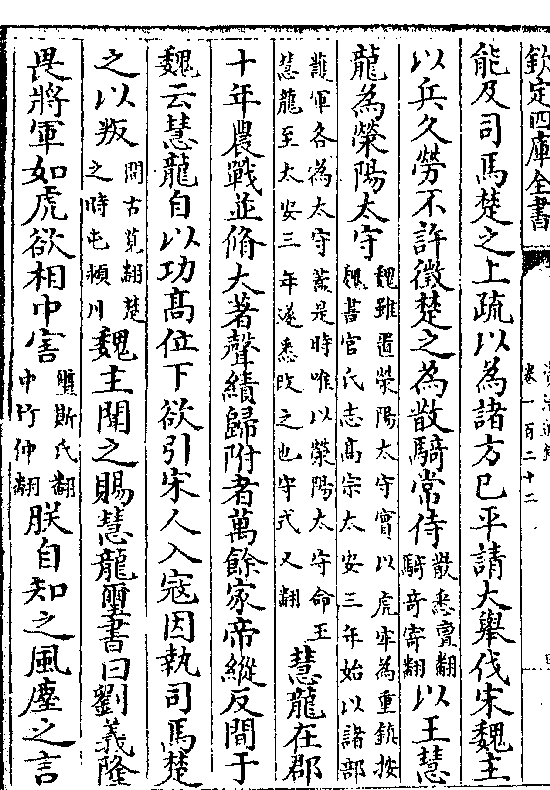 欽定四庫全書
卷一百二十二
能及司馬楚之上疏以為諸方已平請大舉伐宋魏主
以兵久勞不許徵楚之為散騎常侍散悉亶翻騎奇寄翻以王慧
龍為滎陽太守魏雖置滎陽太守實以虎牢為重鎮按魏書官氏志高宗太安三年始以諸部
護軍各為太守蓋是時唯以滎陽太守命王慧龍至太安三年遂悉改之也守式又翻慧龍在郡
十年農戰並脩大著聲績歸附者萬餘家帝縱反間于
魏云慧龍自以功髙位下欲引宋人入寇因執司馬楚
之以叛間古莧翻楚之時屯頴川魏主聞之賜慧龍璽書曰劉義隆
畏將軍如虎欲相中害璽斯氏翻中竹仲翻朕自知之風塵之言